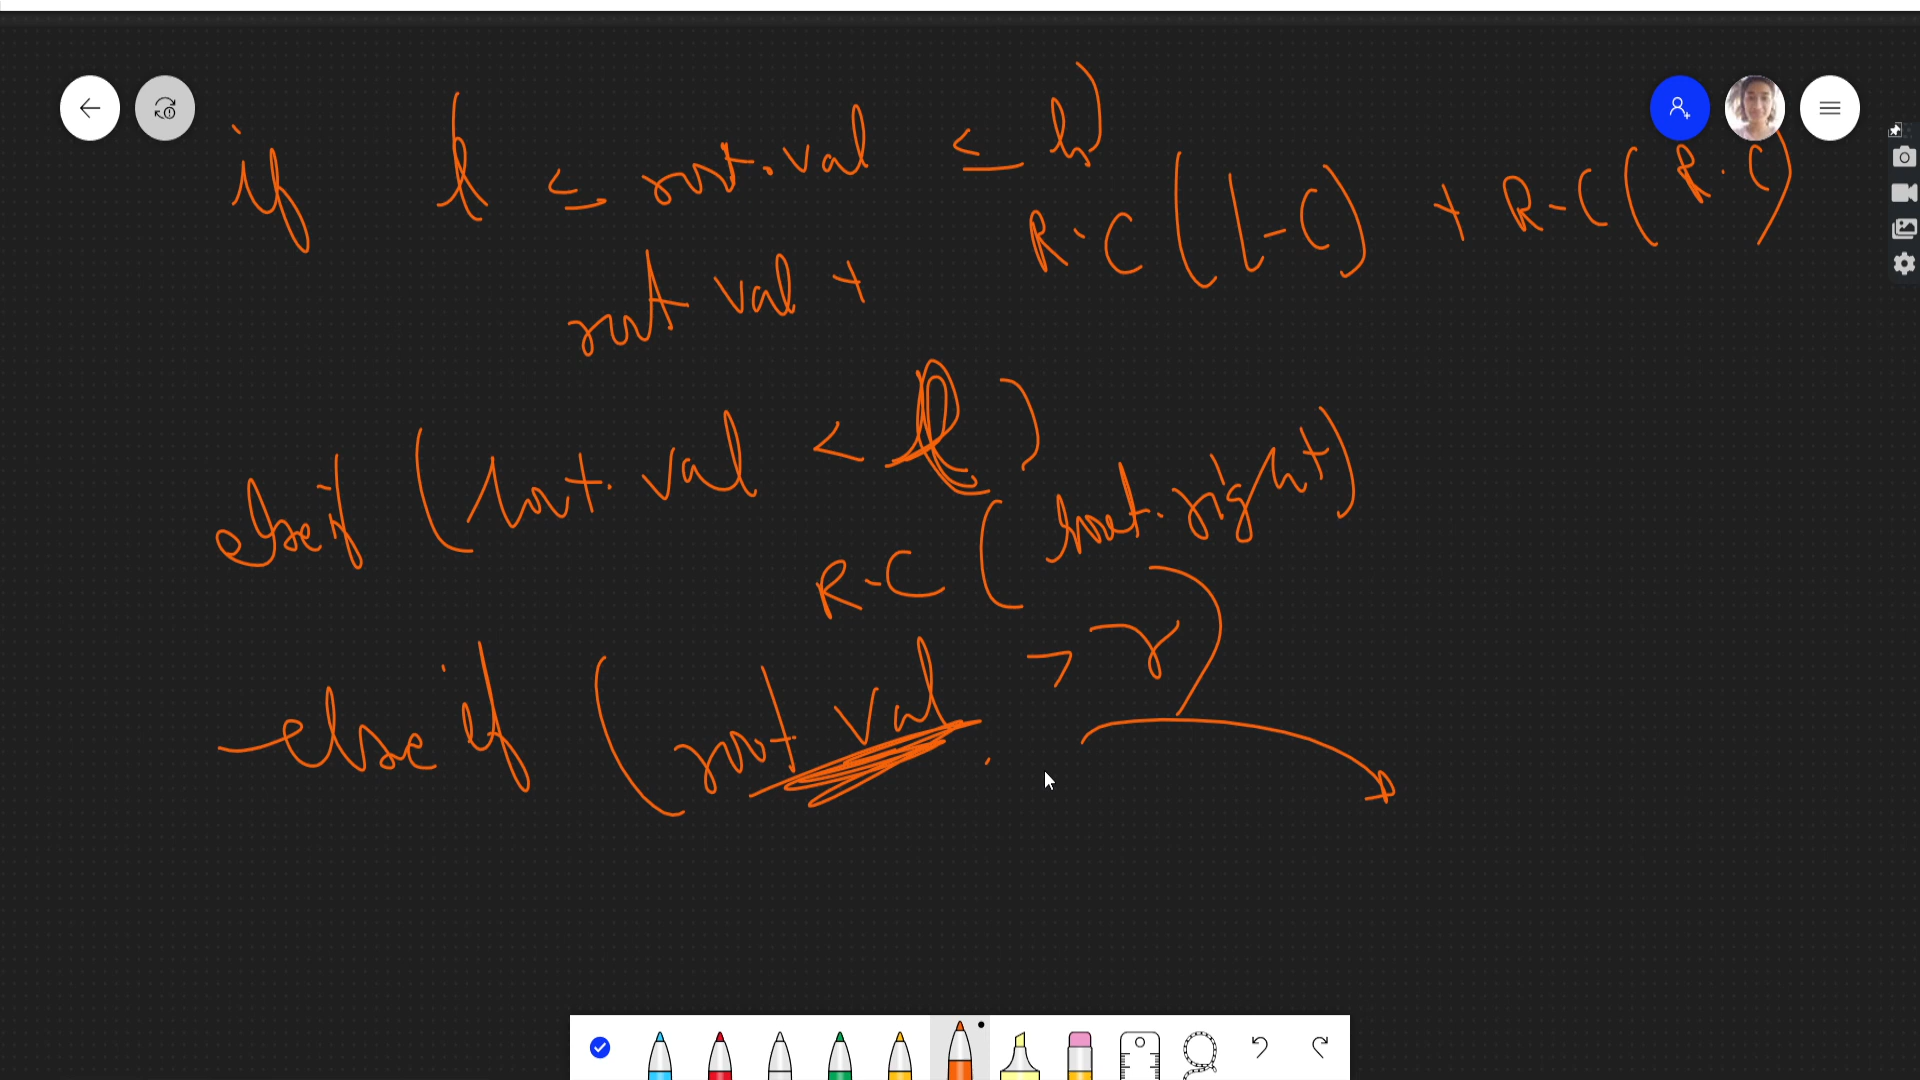 if l ≤ root.val ≤ h)
root val + R-C (L-C) + R-C (R.C)
else if (root.val < l)
R-C (root.right)
else if (root val > r)